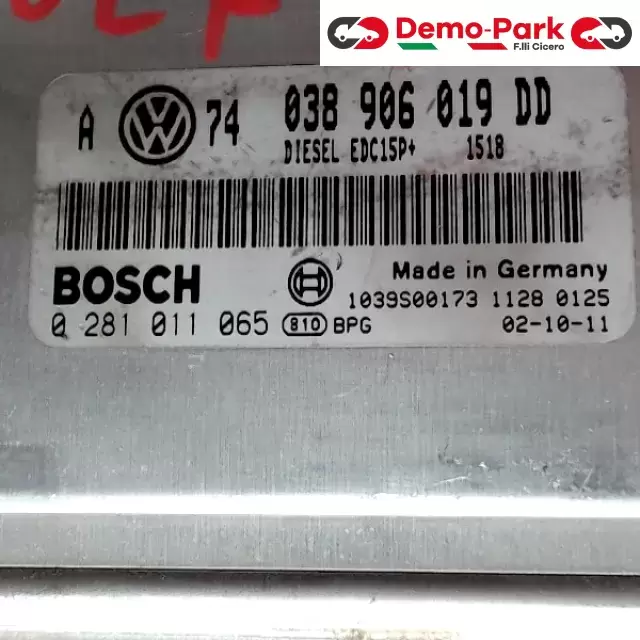 Demo-Park
F.lli Cicero
A VW 74 038 906 019 DD
DIESEL EDC15P+ 1518
BOSCH
Made in Germany
1039S00173 1128 0125
0 281 011 065 810 BPG 02-10-11